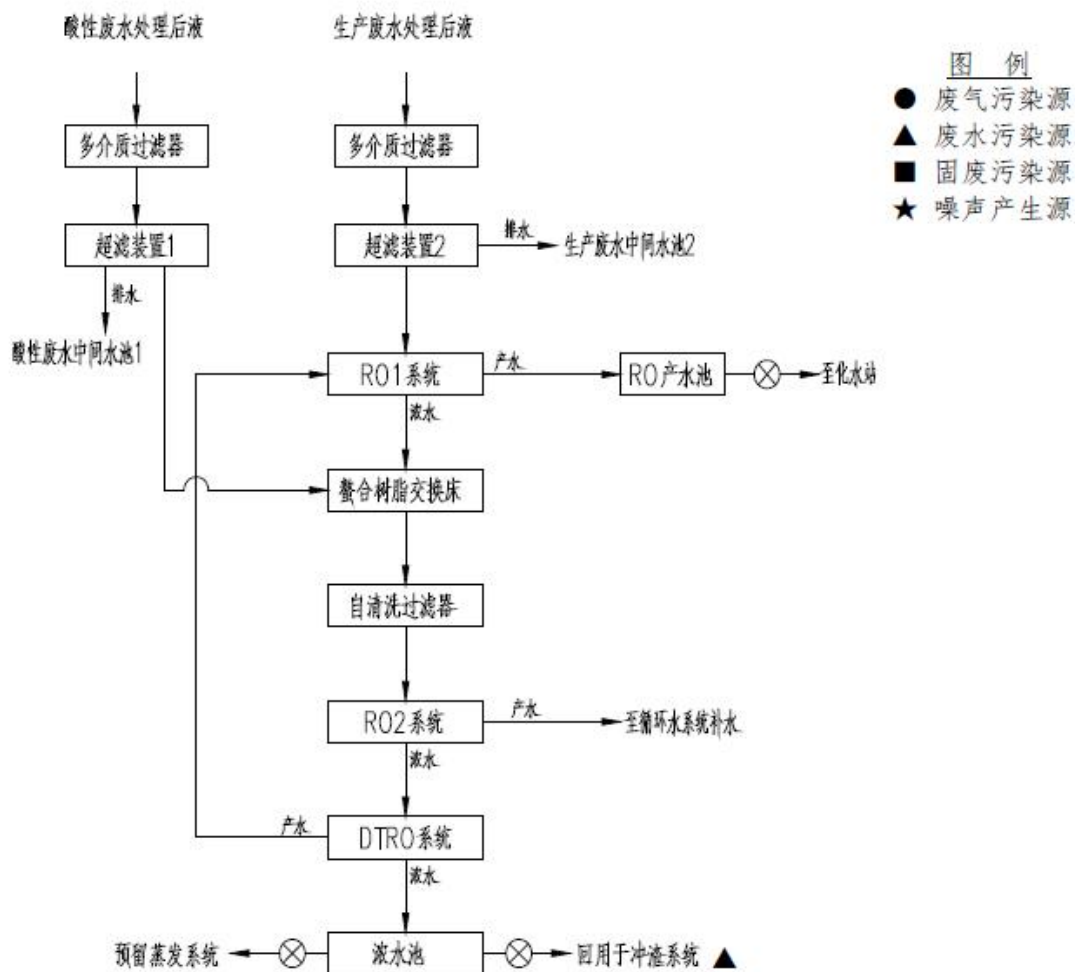 酸性废水处理后液
生产废水处理后液
图 例
● 废气污染源
▲ 废水污染源
■ 固废污染源
★ 噪声产生源
多介质过滤器
多介质过滤器
超滤装置1
超滤装置2
排水
生产废水中间水池2
排水
酸性废水中间水池1
RO1系统
产水
RO产水池
至化水站
浓水
螯合树脂交换床
自清洗过滤器
RO2系统
产水
至循环水系统补水
浓水
产水
DTRO系统
浓水
预留蒸发系统
浓水池
回用于冲渣系统 ▲